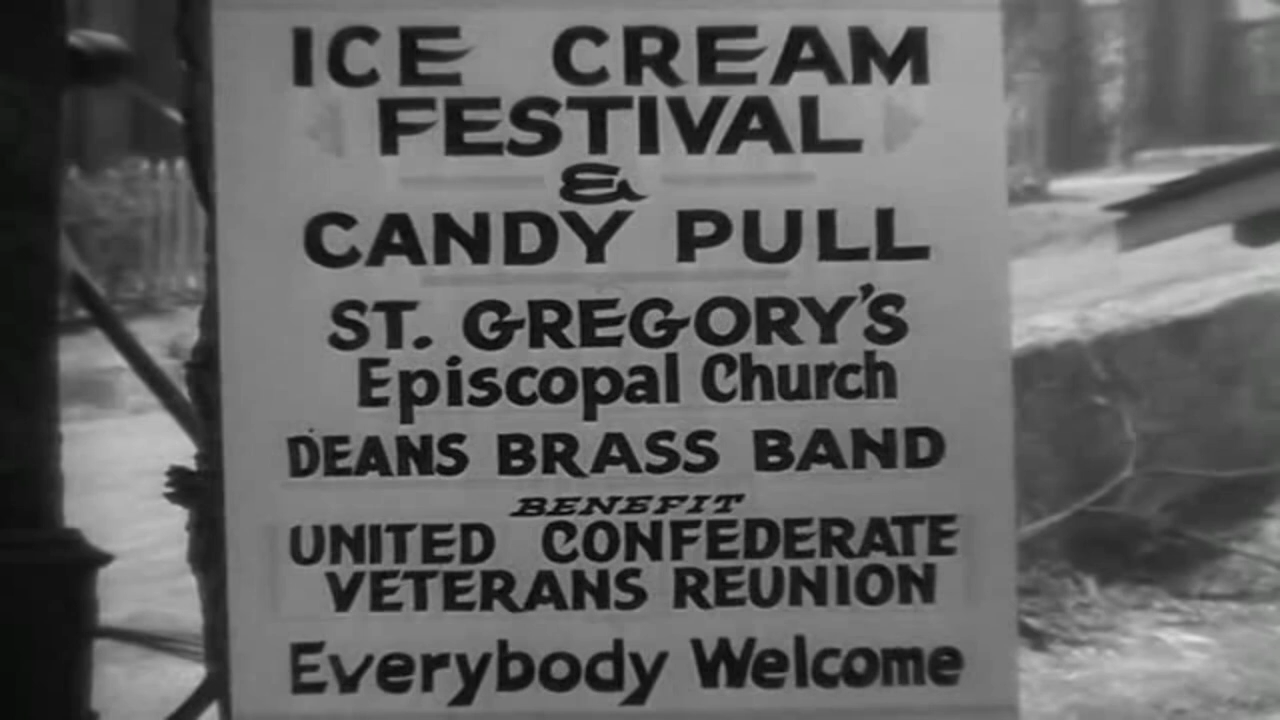 ICE CREAM
FESTIVAL
&
CANDY PULL
ST. GREGORY'S
Episcopal Church
DEANS BRASS BAND
BENEFIT
UNITED CONFEDERATE
VETERANS REUNION
Everybody Welcome